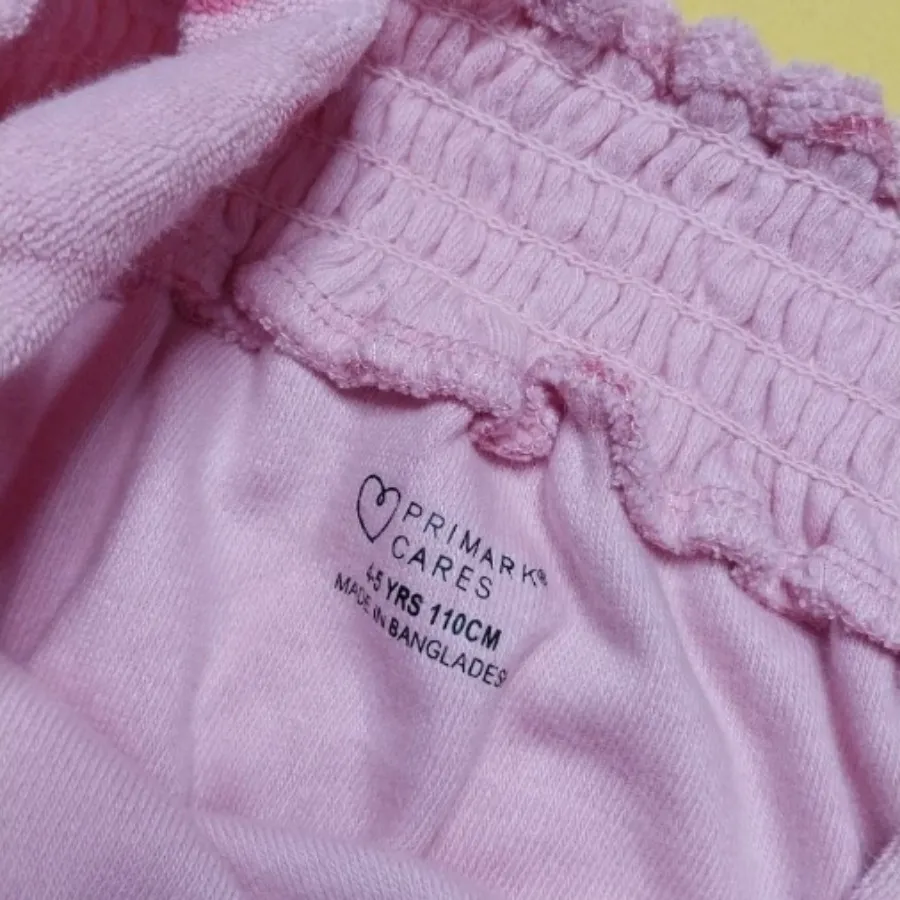 PRIMARK®
CARES
4-5 YRS 110CM
MADE IN BANGLADES